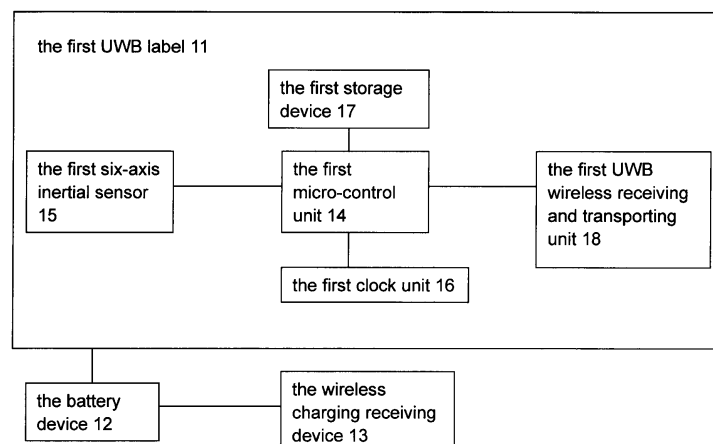 the first UWB label 11
the first storage
device 17
the first six-axis
inertial sensor
15
the first
micro-control
unit 14
the first UWB
wireless receiving
and transporting
unit 18
the first clock unit 16
the battery
device 12
the wireless
charging receiving
device 13